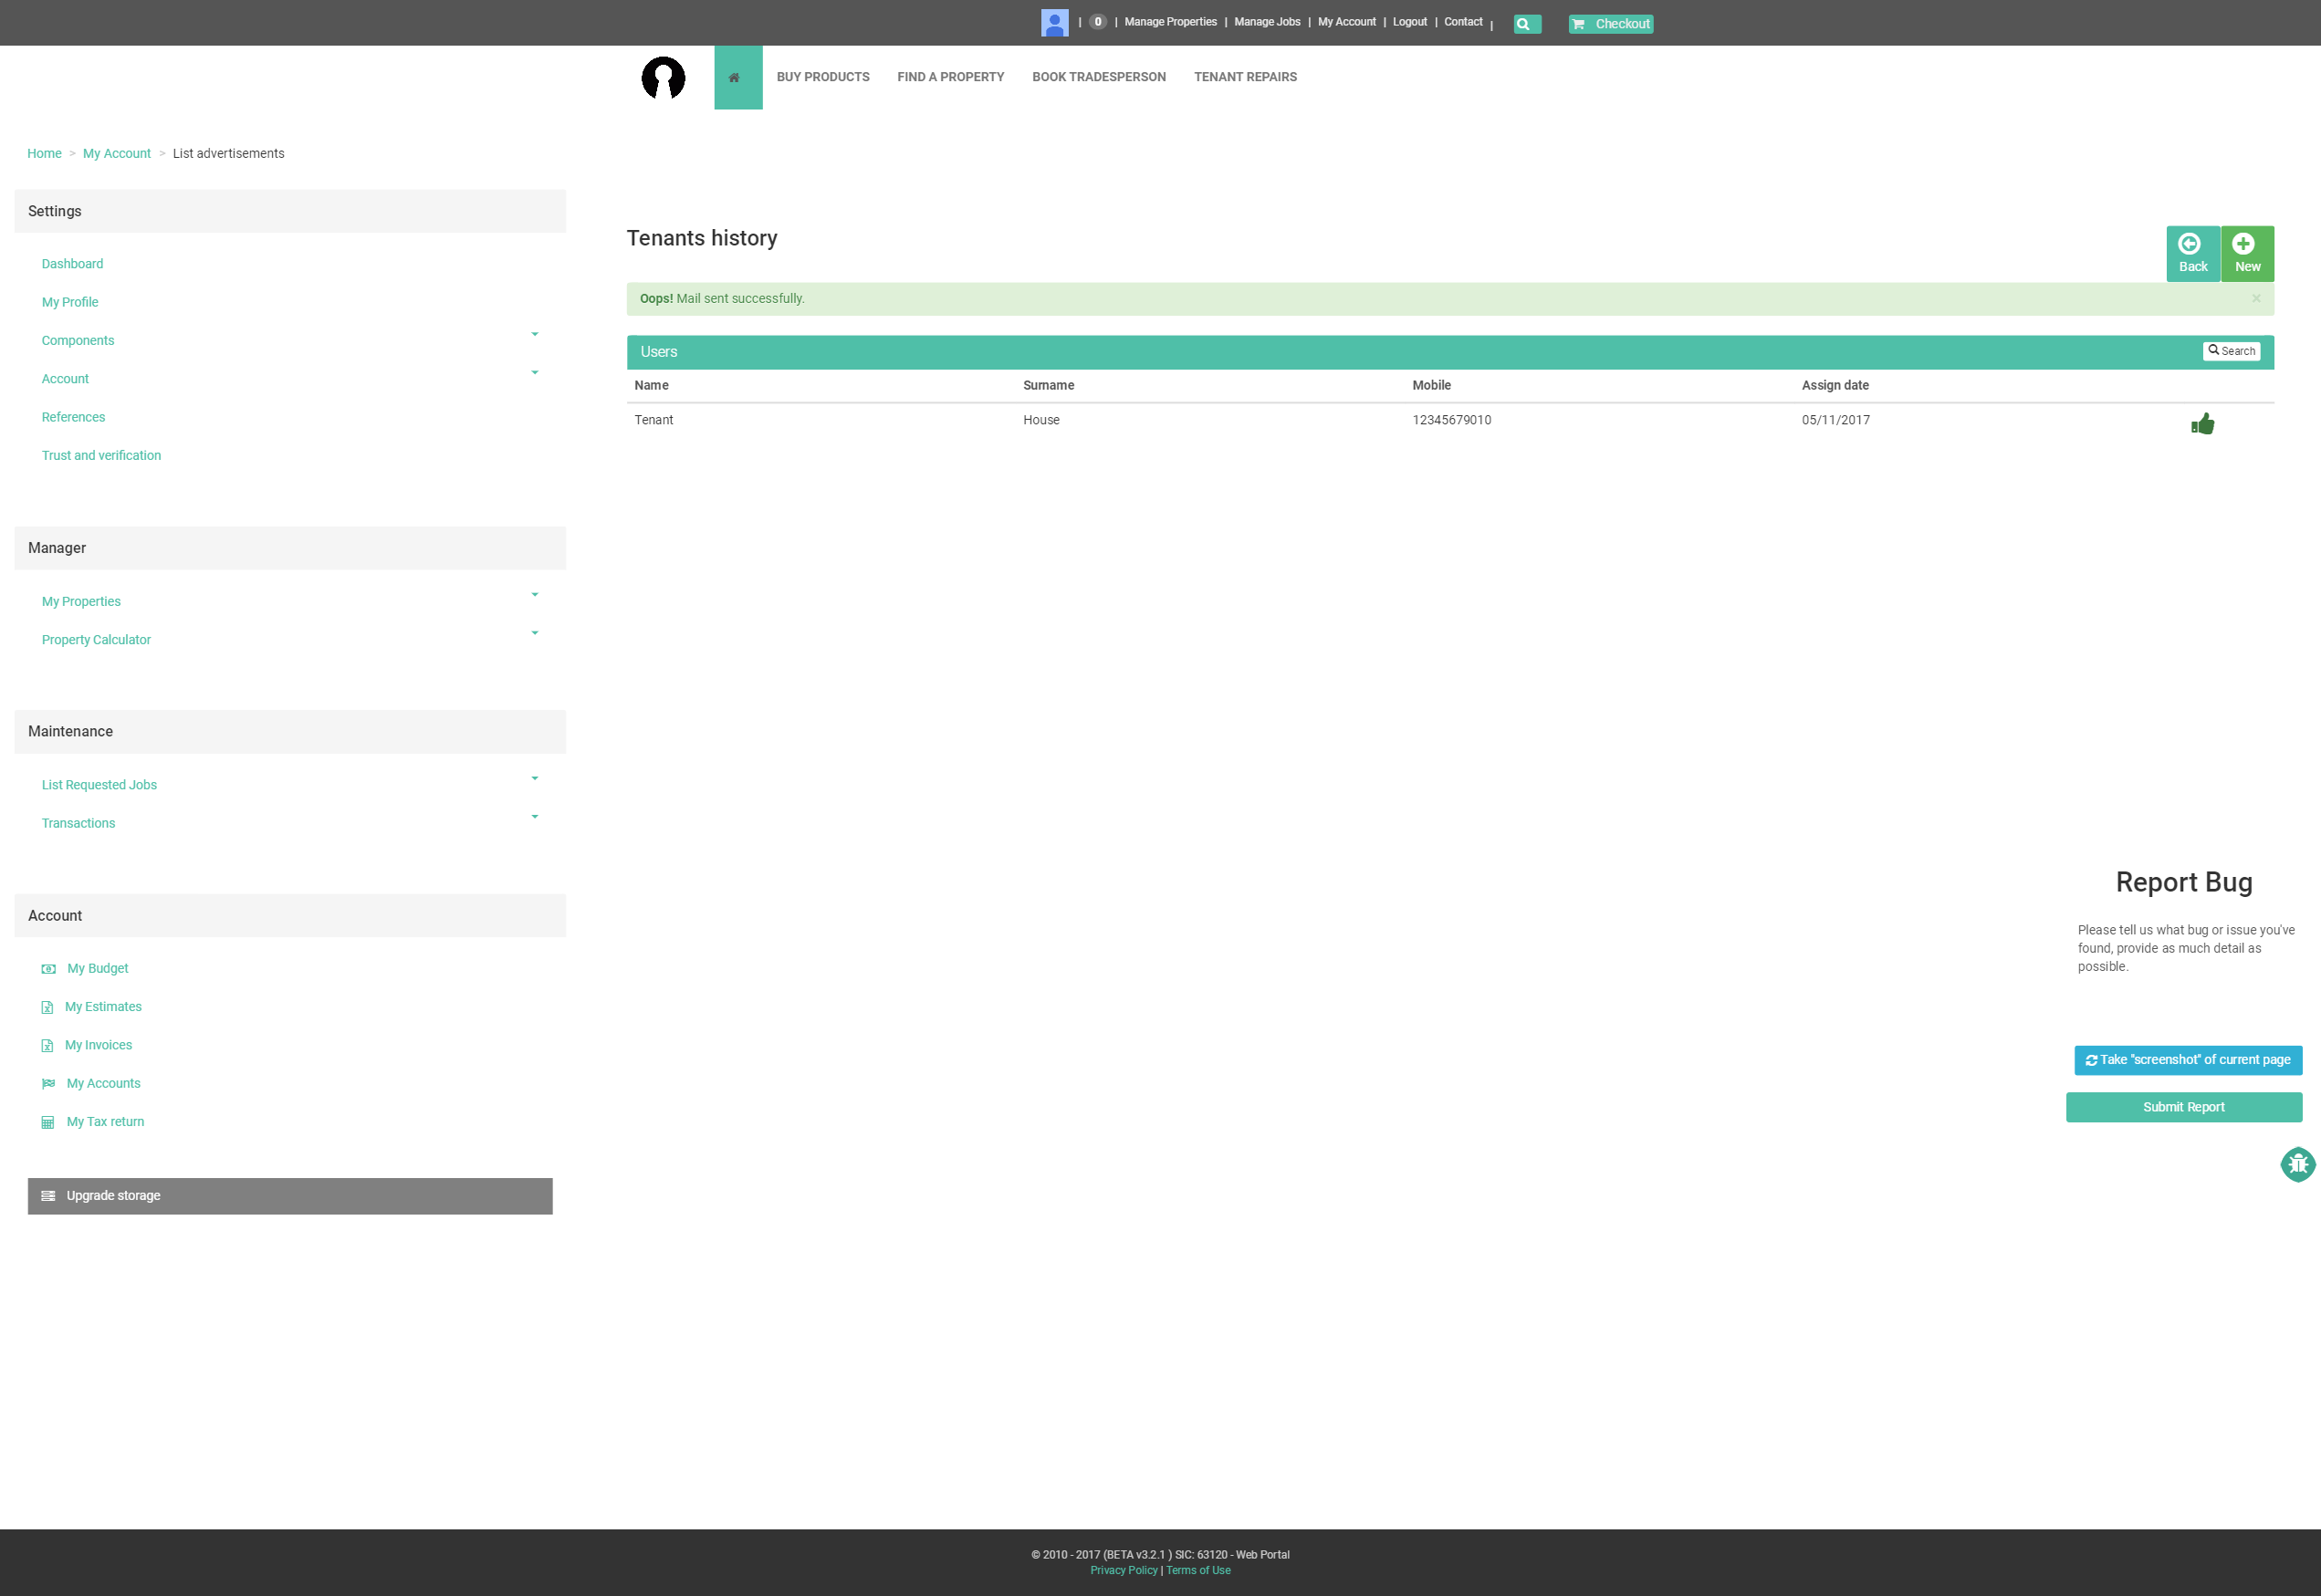 | 0 | Manage Properties | Manage Jobs | My Account | Logout | Contact | Checkout
BUY PRODUCTS FIND A PROPERTY BOOK TRADESPERSON TENANT REPAIRS
Home > My Account > List advertisements
Settings
Dashboard
My Profile
Components
Account
References
Trust and verification
Manager
My Properties
Property Calculator
Maintenance
List Requested Jobs
Transactions
Account
My Budget
My Estimates
My Invoices
My Accounts
My Tax return
Upgrade storage
Tenants history
Back New
Oops! Mail sent successfully. ×
Users Search
Name Surname Mobile Assign date
Tenant House 12345679010 05/11/2017
Report Bug
Please tell us what bug or issue you've
found, provide as much detail as
possible.
Take "screenshot" of current page
Submit Report
© 2010 - 2017 (BETA v3.2.1 ) SIC: 63120 - Web Portal
Privacy Policy | Terms of Use